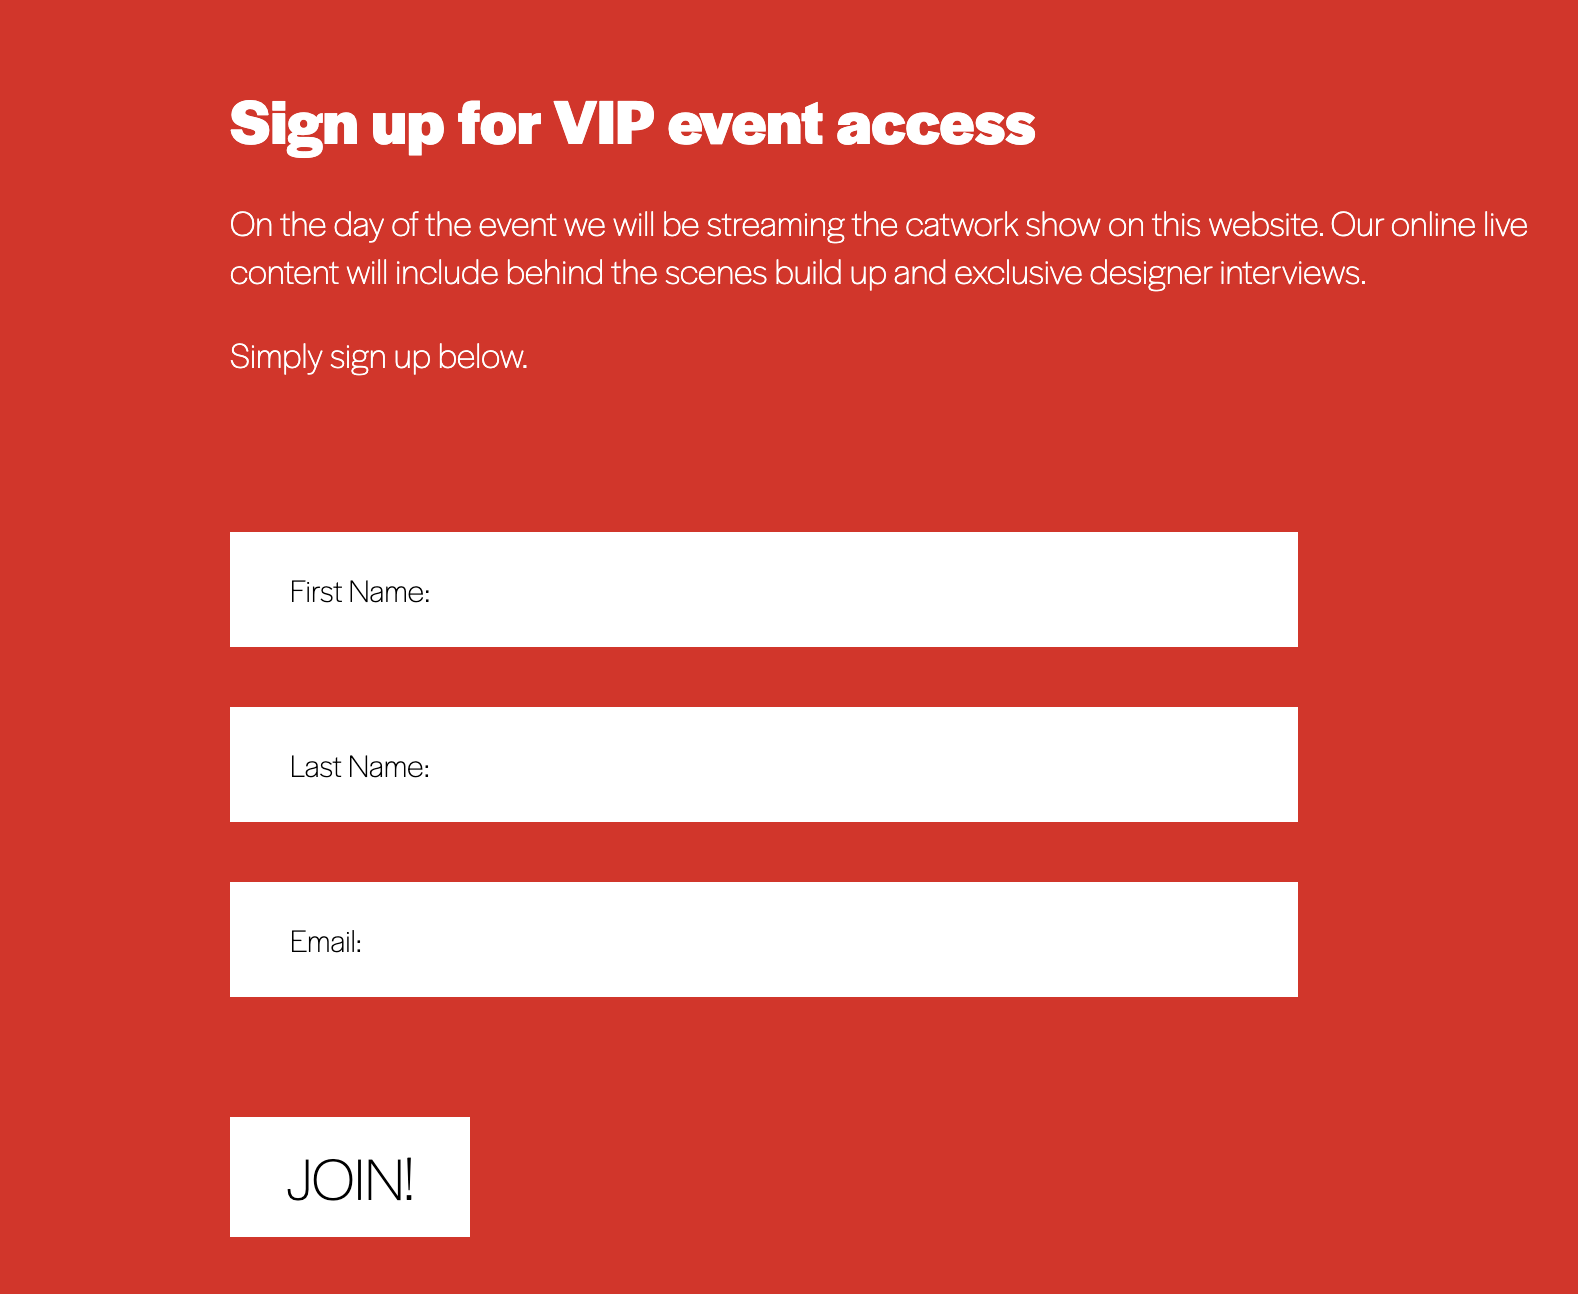 Sign up for VIP event access
On the day of the event we will be streaming the catwork show on this website. Our online live
content will include behind the scenes build up and exclusive designer interviews.
Simply sign up below.
First Name:
Last Name:
Email:
JOIN!